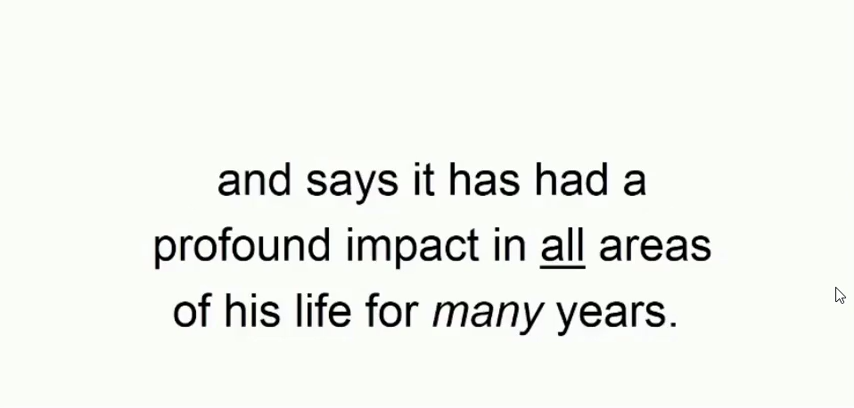 and says it has had a
profound impact in all areas
of his life for many years.